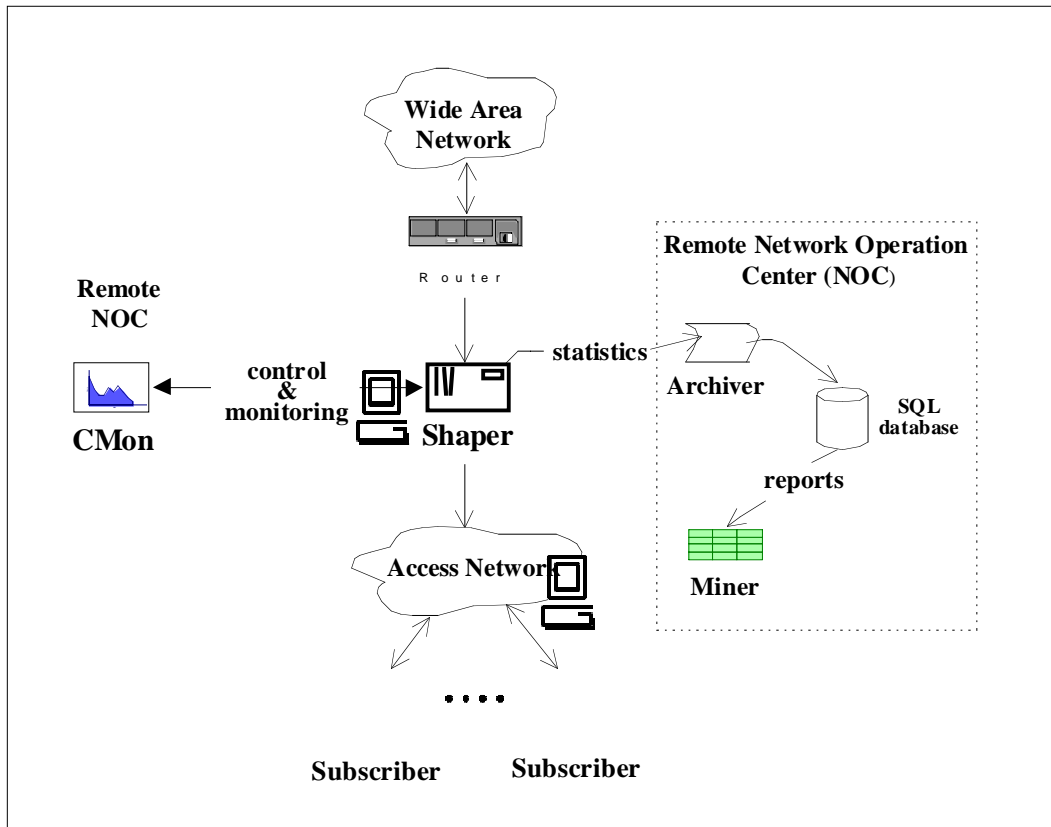 Wide Area
Network
Router
Remote Network Operation
Center (NOC)
Remote
NOC
statistics
Archiver
control
&
monitoring
CMon
Shaper
SQL
database
reports
Access Network
Miner
Subscriber
Subscriber